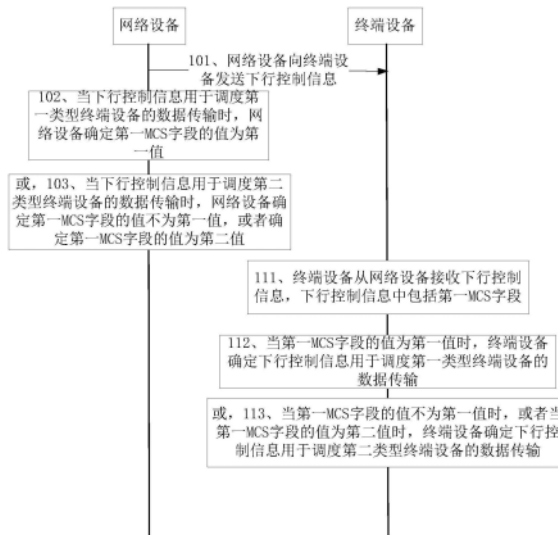 网络设备
终端设备
101、网络设备向终端设
备发送下行控制信息
102、当下行控制信息用于调度第
一类型终端设备的数据传输时，网
络设备确定第一MCS字段的值为
第一值
或，103、当下行控制信息用于调度第二
类型终端设备的数据传输时，网络设备确
定第一MCS字段的值不为第一值，或者确
定第一MCS字段的值为第二值
111、终端设备从网络设备接收下行控制
信息，下行控制信息中包括第一MCS字段
112、当第一MCS字段的值为第一值时，终端设备
确定下行控制信息用于调度第一类型终端设备的
数据传输
或，113、当第一MCS字段的值不为第一值时，或者当
第一MCS字段的值为第二值时，终端设备确定下行控
制信息用于调度第二类型终端设备的数据传输